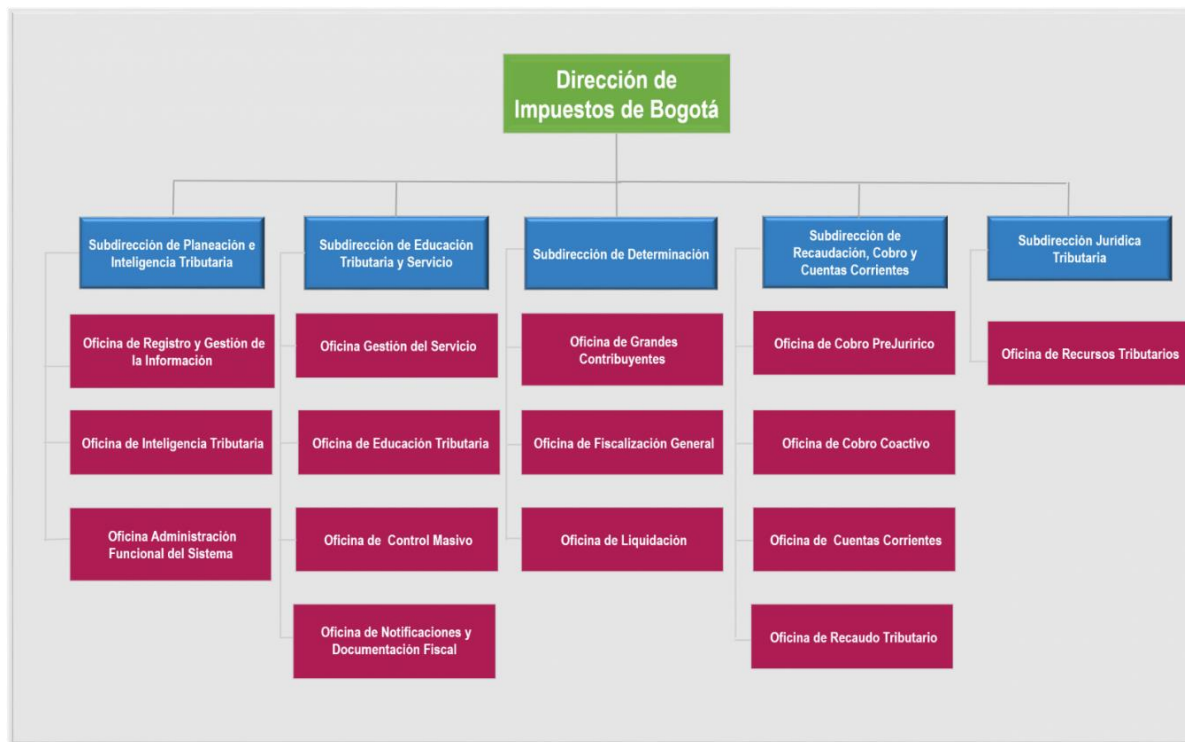 Dirección de
Impuestos de Bogotá
Subdirección de Planeación e
Inteligencia Tributaria
Oficina de Registro y Gestión de
la Información
Oficina de Inteligencia Tributaria
Oficina Administración
Funcional del Sistema
Subdirección de Educación
Tributaria y Servicio
Oficina Gestión del Servicio
Oficina de Educación Tributaria
Oficina de Control Masivo
Oficina de Notificaciones y
Documentación Fiscal
Subdirección de Determinación
Oficina de Grandes
Contribuyentes
Oficina de Fiscalización General
Oficina de Liquidación
Subdirección de
Recaudación, Cobro y
Cuentas Corrientes
Oficina de Cobro PreJurírico
Oficina de Cobro Coactivo
Oficina de Cuentas Corrientes
Oficina de Recaudo Tributario
Subdirección Jurídica
Tributaria
Oficina de Recursos Tributarios